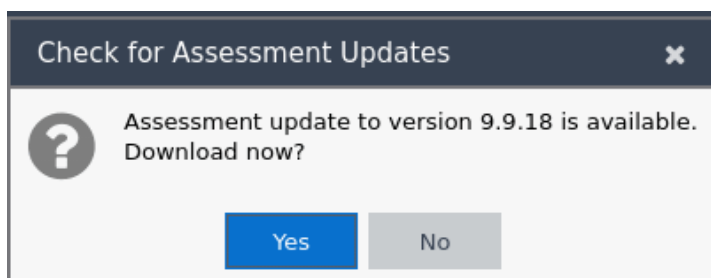 Check for Assessment Updates
Assessment update to version 9.9.18 is available.
Download now?
Yes No